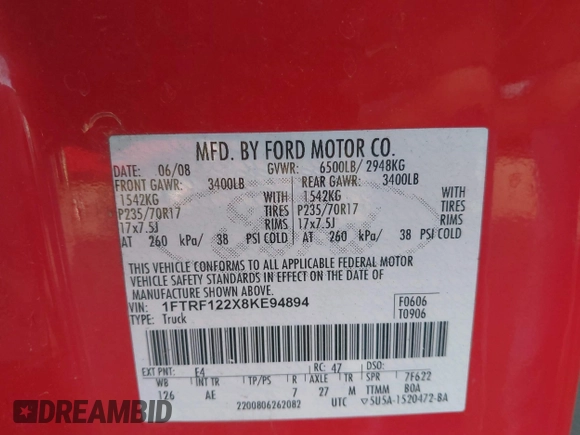 MFD. BY FORD MOTOR CO.
DATE: 06/08 GVWR: 6500LB/ 2948KG
FRONT GAWR: 3400LB REAR GAWR: 3400LB
1542KG WITH 1542KG WITH
P235/70R17 TIRES P235/70R17 TIRES
17x7.5J RIMS 17x7.5J RIMS
AT 260 kPa/ 38 PSI COLD AT 260 kPa/ 38 PSI COLD
THIS VEHICLE CONFORMS TO ALL APPLICABLE FEDERAL MOTOR
VEHICLE SAFETY STANDARDS IN EFFECT ON THE DATE OF
MANUFACTURE SHOWN ABOVE.
VIN: 1FTRF122X8KE94894 F0606
TYPE: Truck T0906
EXT PNT: E4 RC: 47 DSO:
WB INT TR TP/PS R AXLE TR SPR 7F622
126 AE 7 27 M TTMM BOA
2200806262082 UTC 5U5A-1520472-BA
DREAMBID